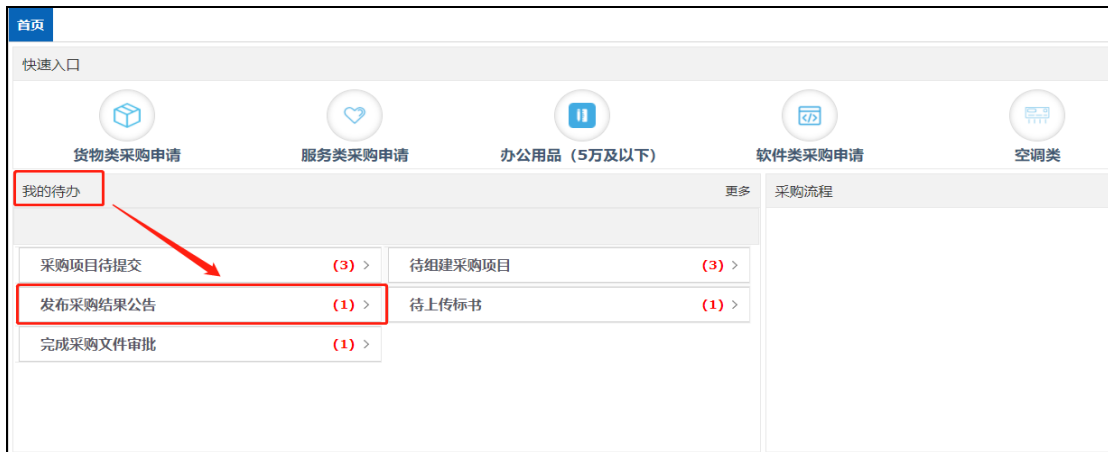 首页
快速入口
货物类采购申请 服务类采购申请 办公用品（5万及以下） 软件类采购申请 空调类
我的待办 更多 采购流程
采购项目待提交 (3) > 待组建采购项目 (3) >
发布采购结果公告 (1) > 待上传标书 (1) >
完成采购文件审批 (1) >